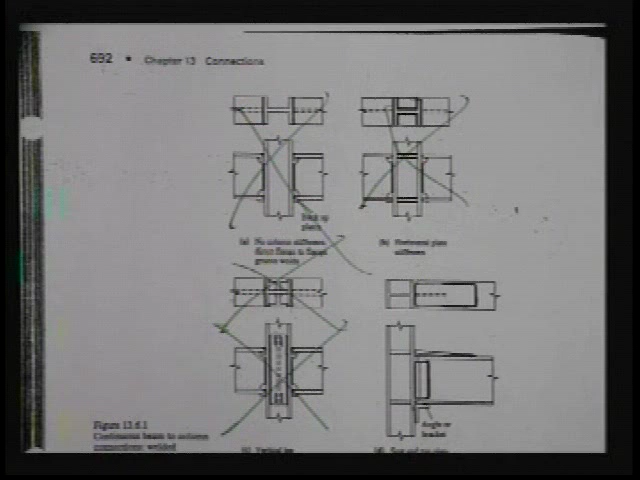 692 • Chapter 13 Connections
Back up
plate
(a) No column stiffeners
direct flange to flange
groove welds
(b) Horizontal plate
stiffeners
Figure 13.6.1
Continuous beam to column
connections: welded
Angle or
bracket
(c) Vertical tee
(d) Seat and top plate